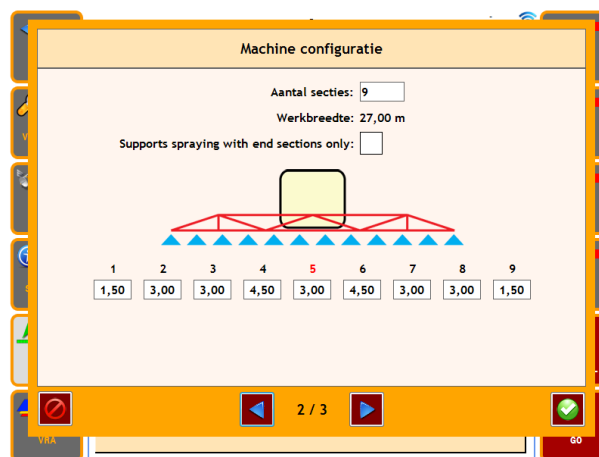 Machine configuratie
Aantal secties: 9
Werkbreedte: 27,00 m
Supports spraying with end sections only:
1 2 3 4 5 6 7 8 9
1,50 3,00 3,00 4,50 3,00 4,50 3,00 3,00 1,50
2 / 3
VRA
GO